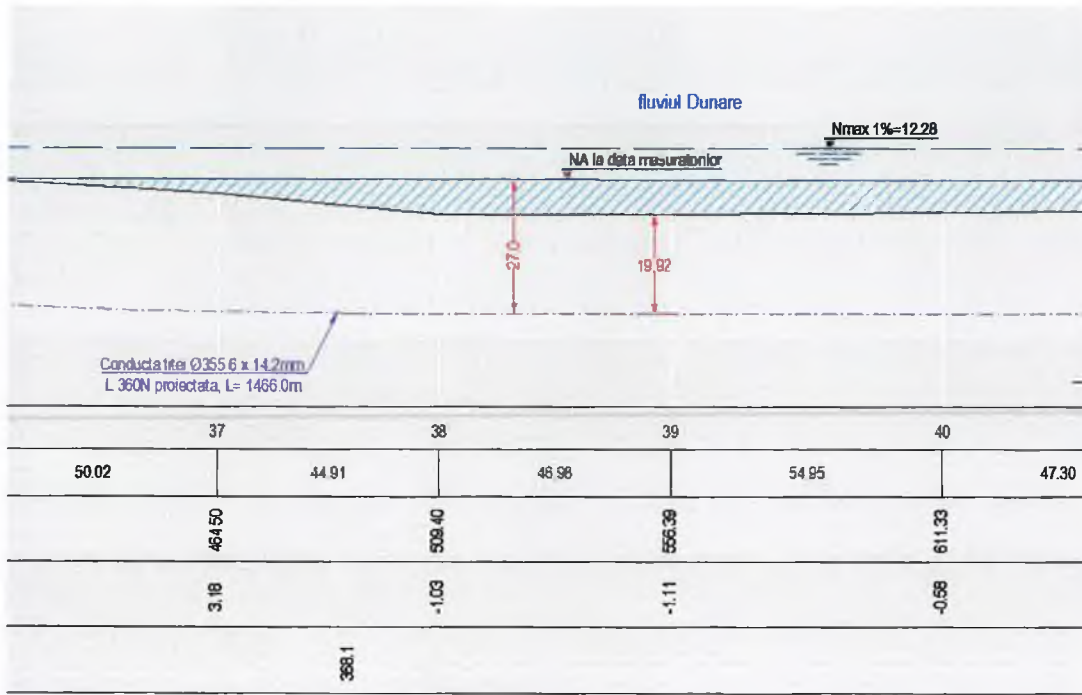 fluviul Dunare
Nmax 1%=12.28
NA la data masuratorilor
27.0
19.92
Conducta titei Ø355.6 x 14.2mm
L 360N proiectata, L= 1466.0m
37 38 39 40
50.02 44.91 46.98 54.95 47.30
464.50 509.40 556.39 611.33
3.18 -1.03 -1.11 -0.58
368.1